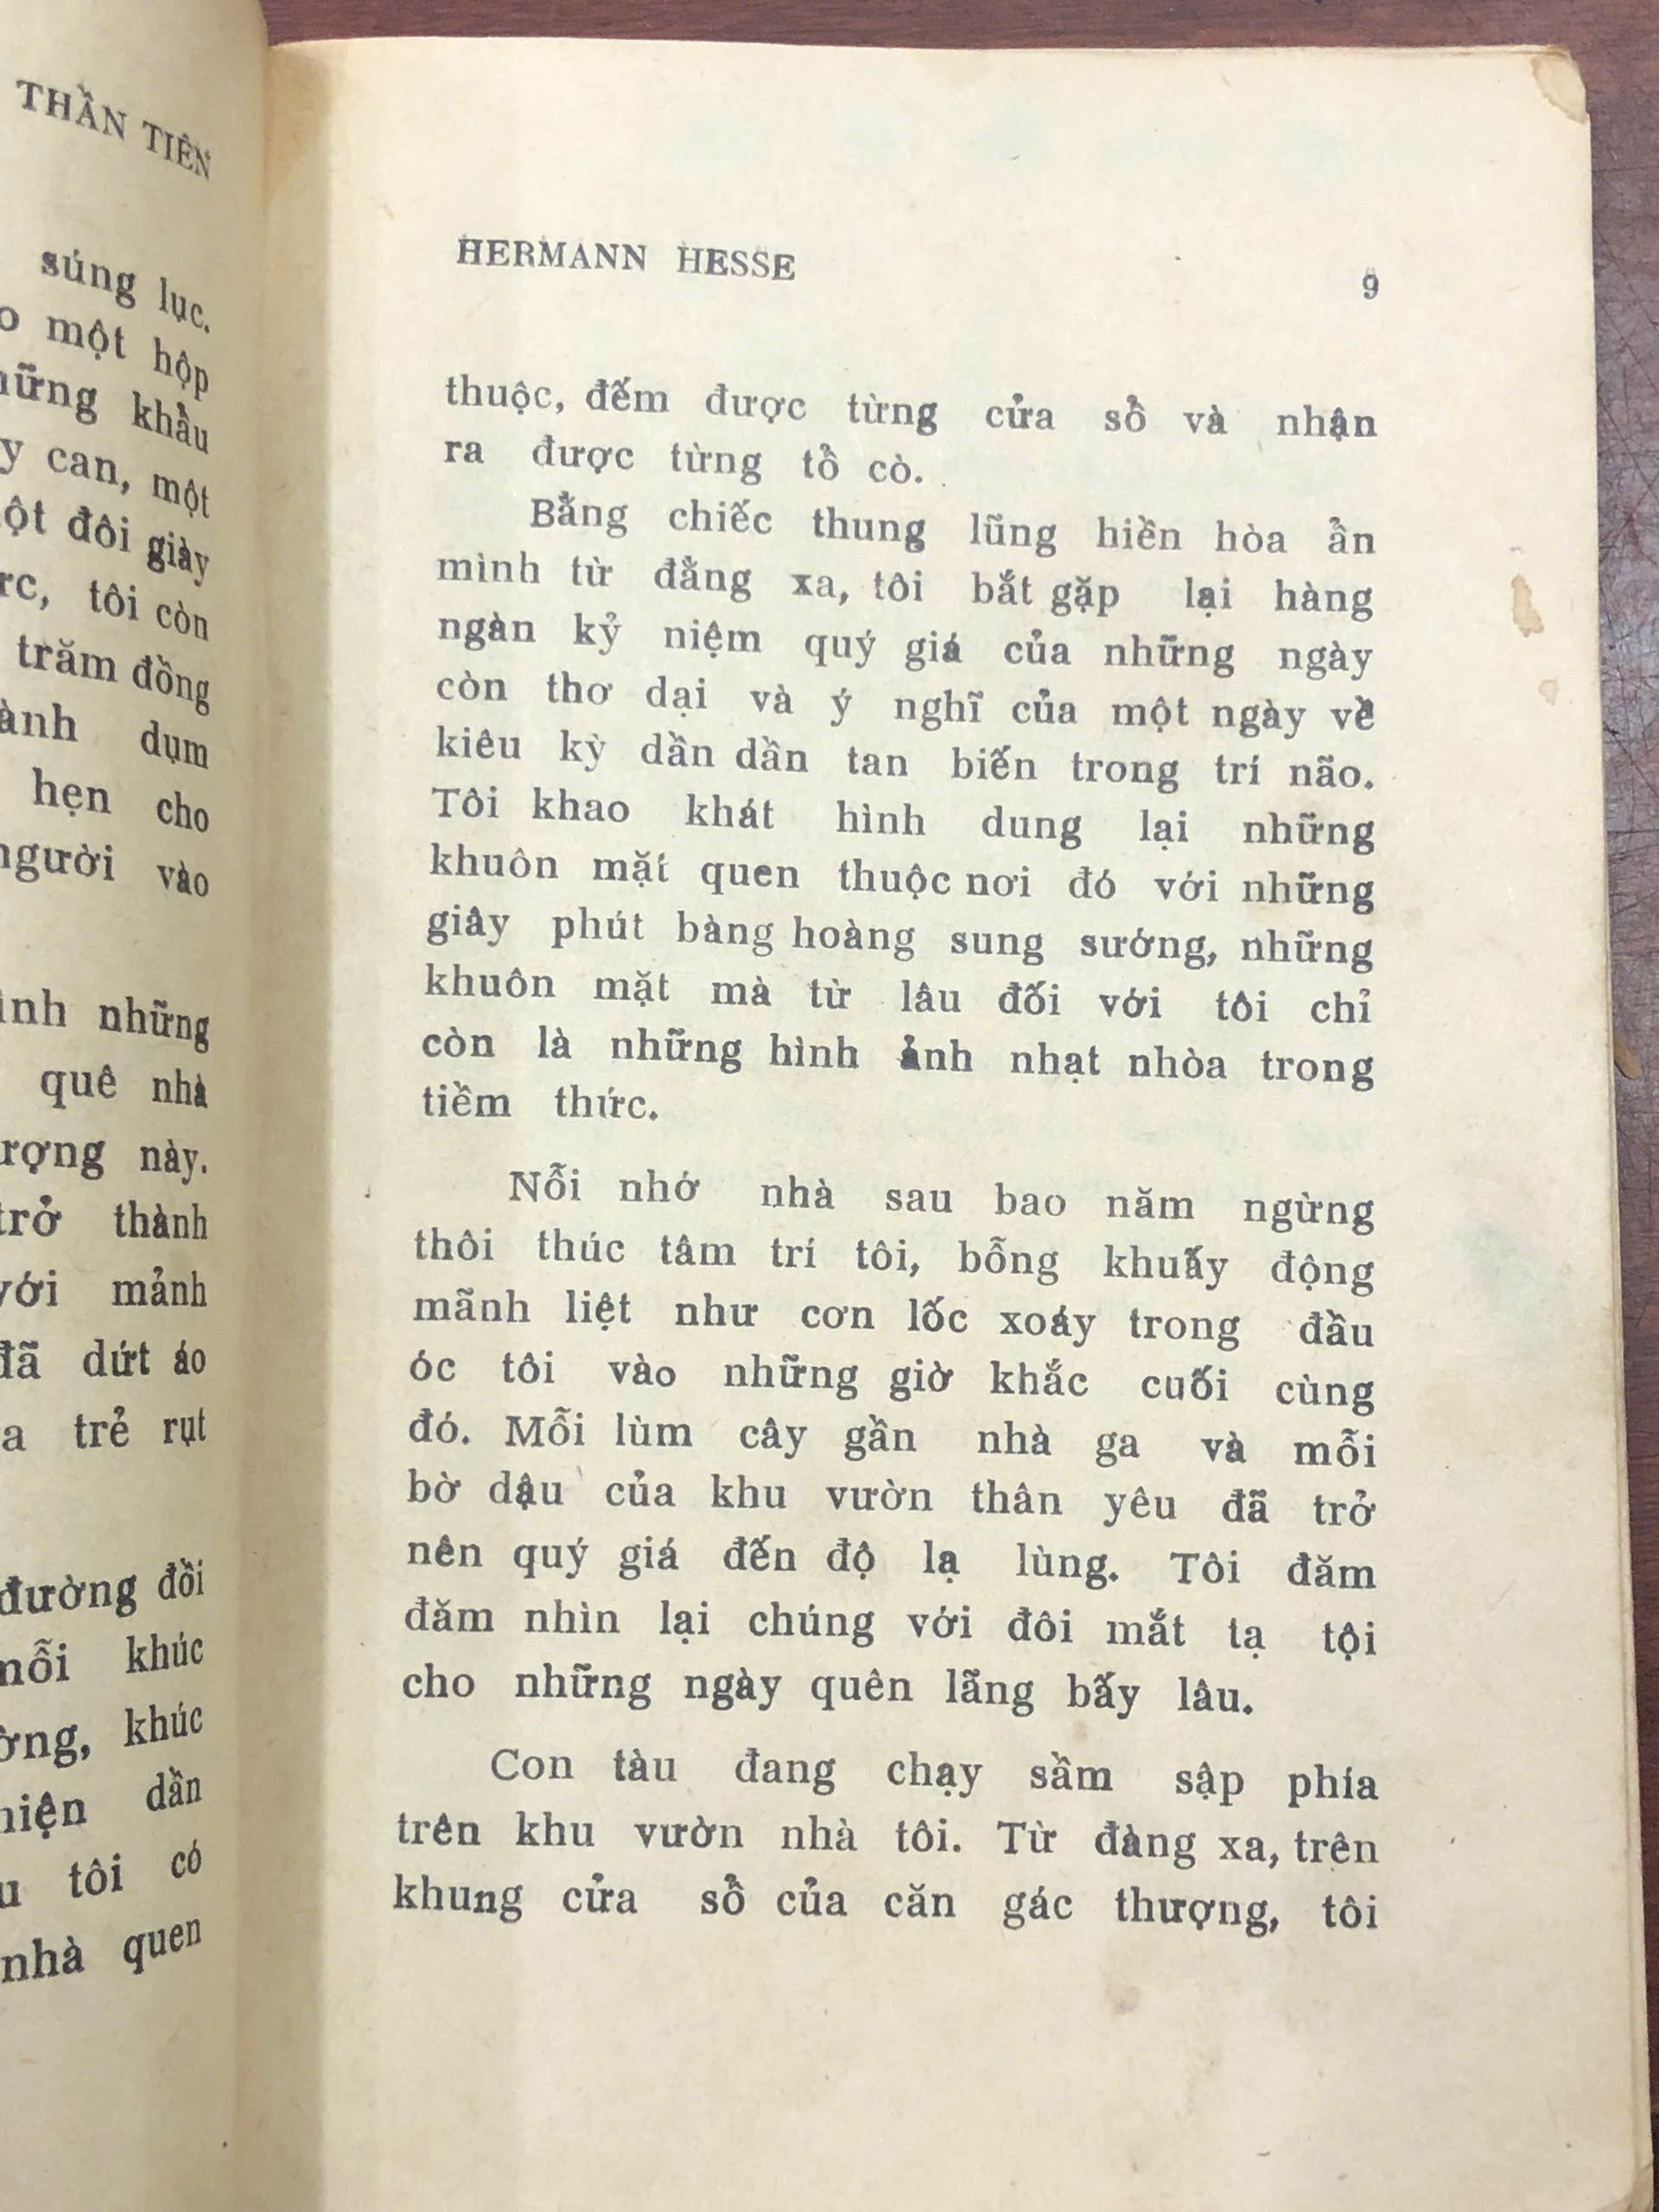 THẦN TIÊN
súng lục.
một hộp
khẩu
can, một
đôi giày
tôi còn
trăm đồng
dụm
hẹn cho
người vào
những
quê nhà
này.
trở thành
với mảnh
đã dứt áo
trẻ rụt
đường đồi
khúc
khúc
dần
tôi có
nhà quen
HERMANN HESSE 9
thuộc, đếm được từng cửa sổ và nhận
ra được từng tổ cò.
Bằng chiếc thung lũng hiền hòa ẩn
mình từ đằng xa, tôi bắt gặp lại hàng
ngàn kỷ niệm quý giá của những ngày
còn thơ dại và ý nghĩ của một ngày về
kiêu kỳ dần dần tan biến trong trí não.
Tôi khao khát hình dung lại những
khuôn mặt quen thuộc nơi đó với những
giây phút bàng hoàng sung sướng, những
khuôn mặt mà từ lâu đối với tôi chỉ
còn là những hình ảnh nhạt nhòa trong
tiềm thức.
Nỗi nhớ nhà sau bao năm ngừng
thôi thúc tâm trí tôi, bỗng khuấy động
mãnh liệt như cơn lốc xoáy trong đầu
óc tôi vào những giờ khắc cuối cùng
đó. Mỗi lùm cây gần nhà ga và mỗi
bờ dậu của khu vườn thân yêu đã trở
nên quý giá đến độ lạ lùng. Tôi đăm
đăm nhìn lại chúng với đôi mắt tạ tội
cho những ngày quên lãng bấy lâu.
Con tàu đang chạy sầm sập phía
trên khu vườn nhà tôi. Từ đàng xa, trên
khung cửa sổ của căn gác thượng, tôi